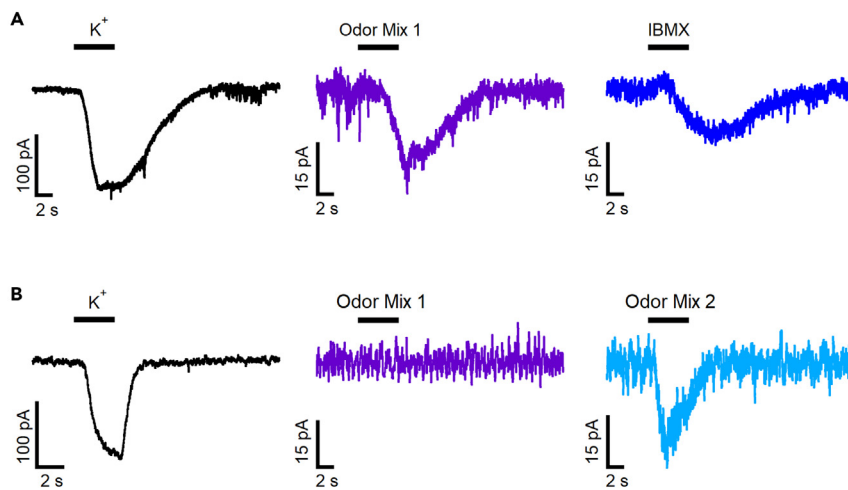 A
K⁺
Odor Mix 1
IBMX
100 pA
2 s
15 pA
2 s
15 pA
2 s
B
K⁺
Odor Mix 1
Odor Mix 2
100 pA
2 s
15 pA
2 s
15 pA
2 s